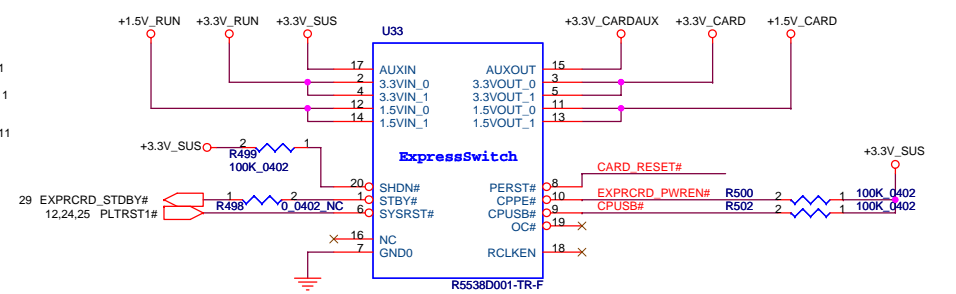 +1.5V_RUN +3.3V_RUN +3.3V_SUS +3.3V_CARDAUX +3.3V_CARD +1.5V_CARD
U33
1
17 AUXIN AUXOUT 15
2 3.3VIN_0 3.3VOUT_0 3
1
4 3.3VIN_1 3.3VOUT_1 5
12 1.5VIN_0 1.5VOUT_0 11
14 1.5VIN_1 1.5VOUT_1 13
11
+3.3V_SUS 2 1
R499
100K_0402
ExpressSwitch
+3.3V_SUS
CARD_RESET#
20 SHDN# PERST# 8
29 EXPRCRD_STDBY# 1 2 1 STBY# CPPE# 10 EXPRCRD_PWREN# R500 2 1 100K_0402
R498 0_0402_NC
12,24,25 PLTRST1# 6 SYSRST# CPUSB# 9 CPUSB# R502 2 1 100K_0402
OC# 19
16 NC
7 GND0 RCLKEN 18
R5538D001-TR-F